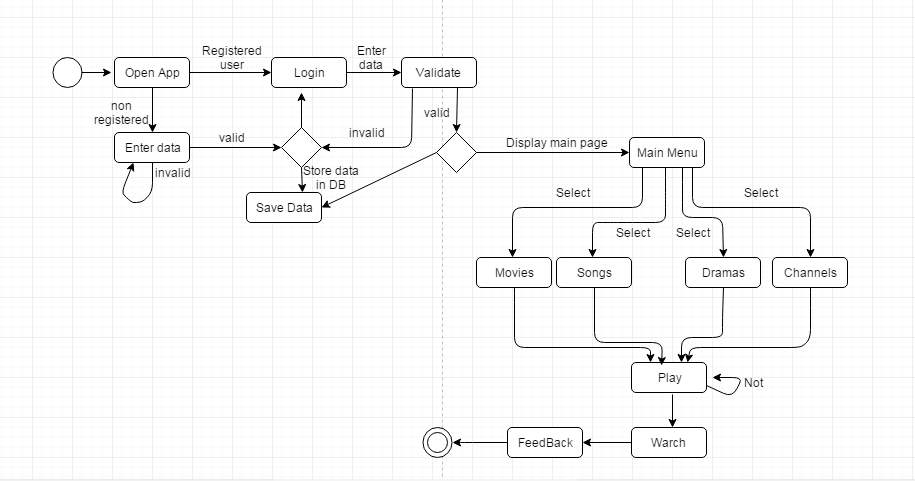 Registered
user
Enter
data
Open App
Login
Validate
non
registered
valid
invalid
valid
Enter data
invalid
Store data
in DB
Save Data
Display main page
Main Menu
Select
Select
Select
Select
Movies
Songs
Dramas
Channels
Play
Not
FeedBack
Warch